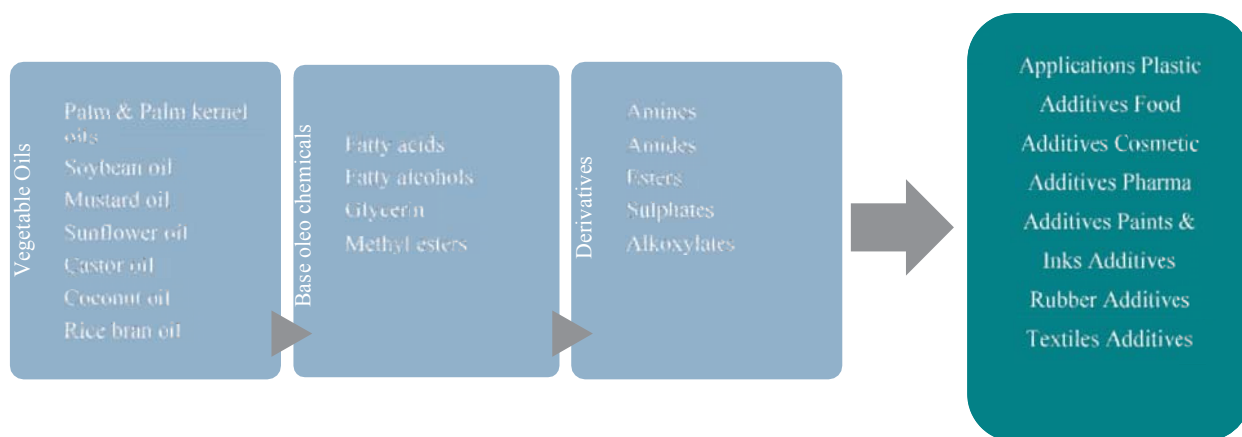 Vegetable Oils
Palm & Palm kernel
oils
Soybean oil
Mustard oil
Sunflower oil
Castor oil
Coconut oil
Rice bran oil
Base oleo chemicals
Fatty acids
Fatty alcohols
Glycerin
Methyl esters
Derivatives
Amines
Amides
Esters
Sulphates
Alkoxylates
Applications Plastic
Additives Food
Additives Cosmetic
Additives Pharma
Additives Paints &
Inks Additives
Rubber Additives
Textiles Additives